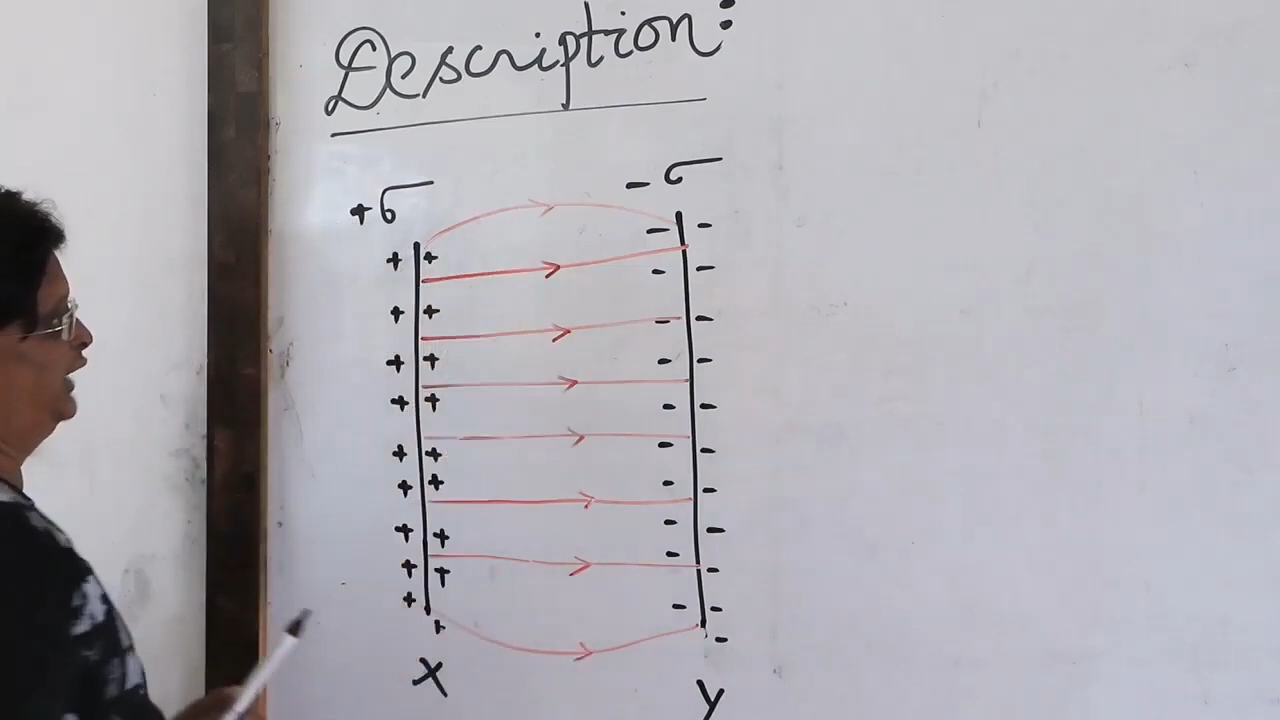 Description:
+σ - σ
X Y